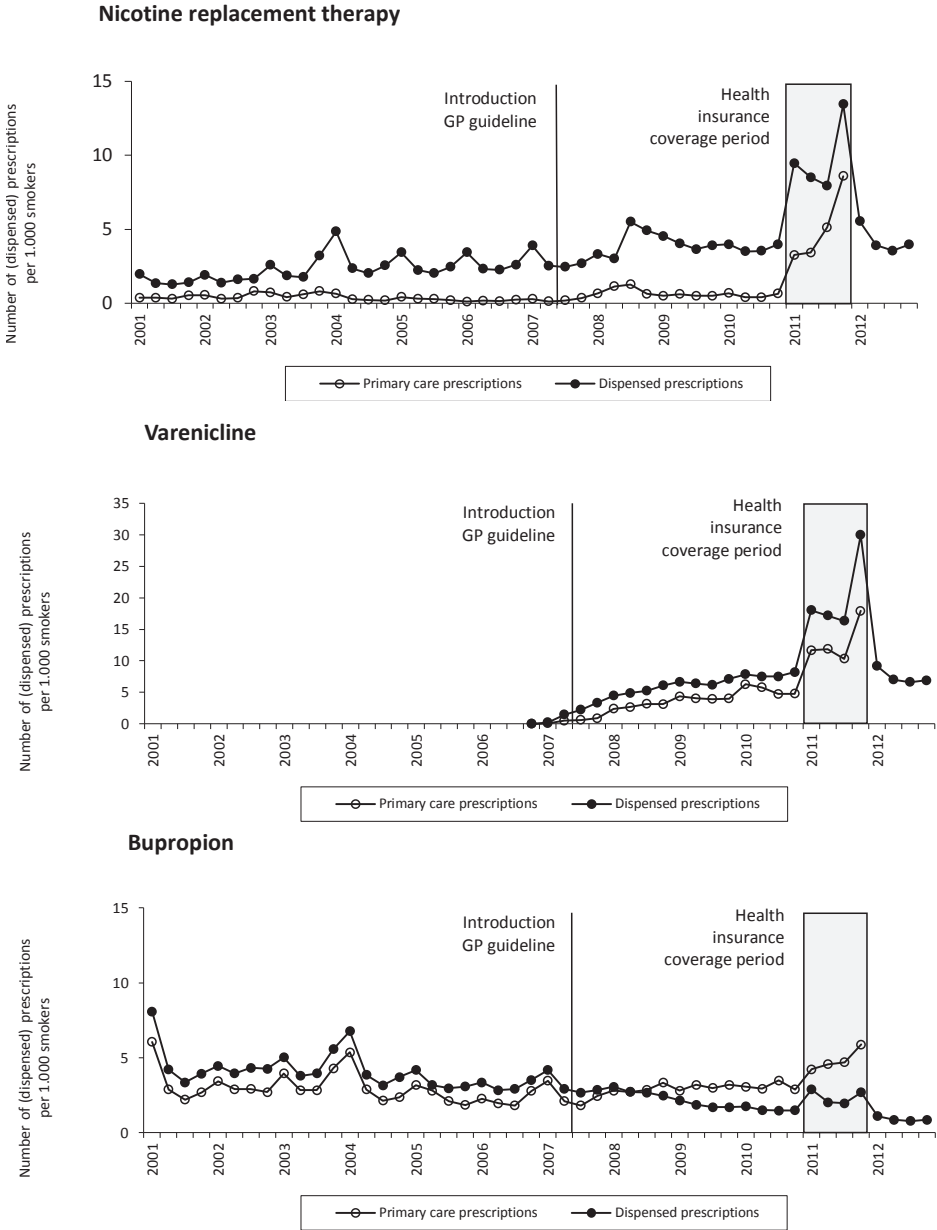 Nicotine replacement therapy
Number of (dispensed) prescriptions
per 1.000 smokers
15
10
5
0
Introduction
GP guideline
Health
insurance
coverage period
2001
2002
2003
2004
2005
2006
2007
2008
2009
2010
2011
2012
Primary care prescriptions
Dispensed prescriptions
Varenicline
Number of (dispensed) prescriptions
per 1.000 smokers
35
30
25
20
15
10
5
0
Introduction
GP guideline
Health
insurance
coverage period
2001
2002
2003
2004
2005
2006
2007
2008
2009
2010
2011
2012
Primary care prescriptions
Dispensed prescriptions
Bupropion
Number of (dispensed) prescriptions
per 1.000 smokers
15
10
5
0
Introduction
GP guideline
Health
insurance
coverage period
2001
2002
2003
2004
2005
2006
2007
2008
2009
2010
2011
2012
Primary care prescriptions
Dispensed prescriptions